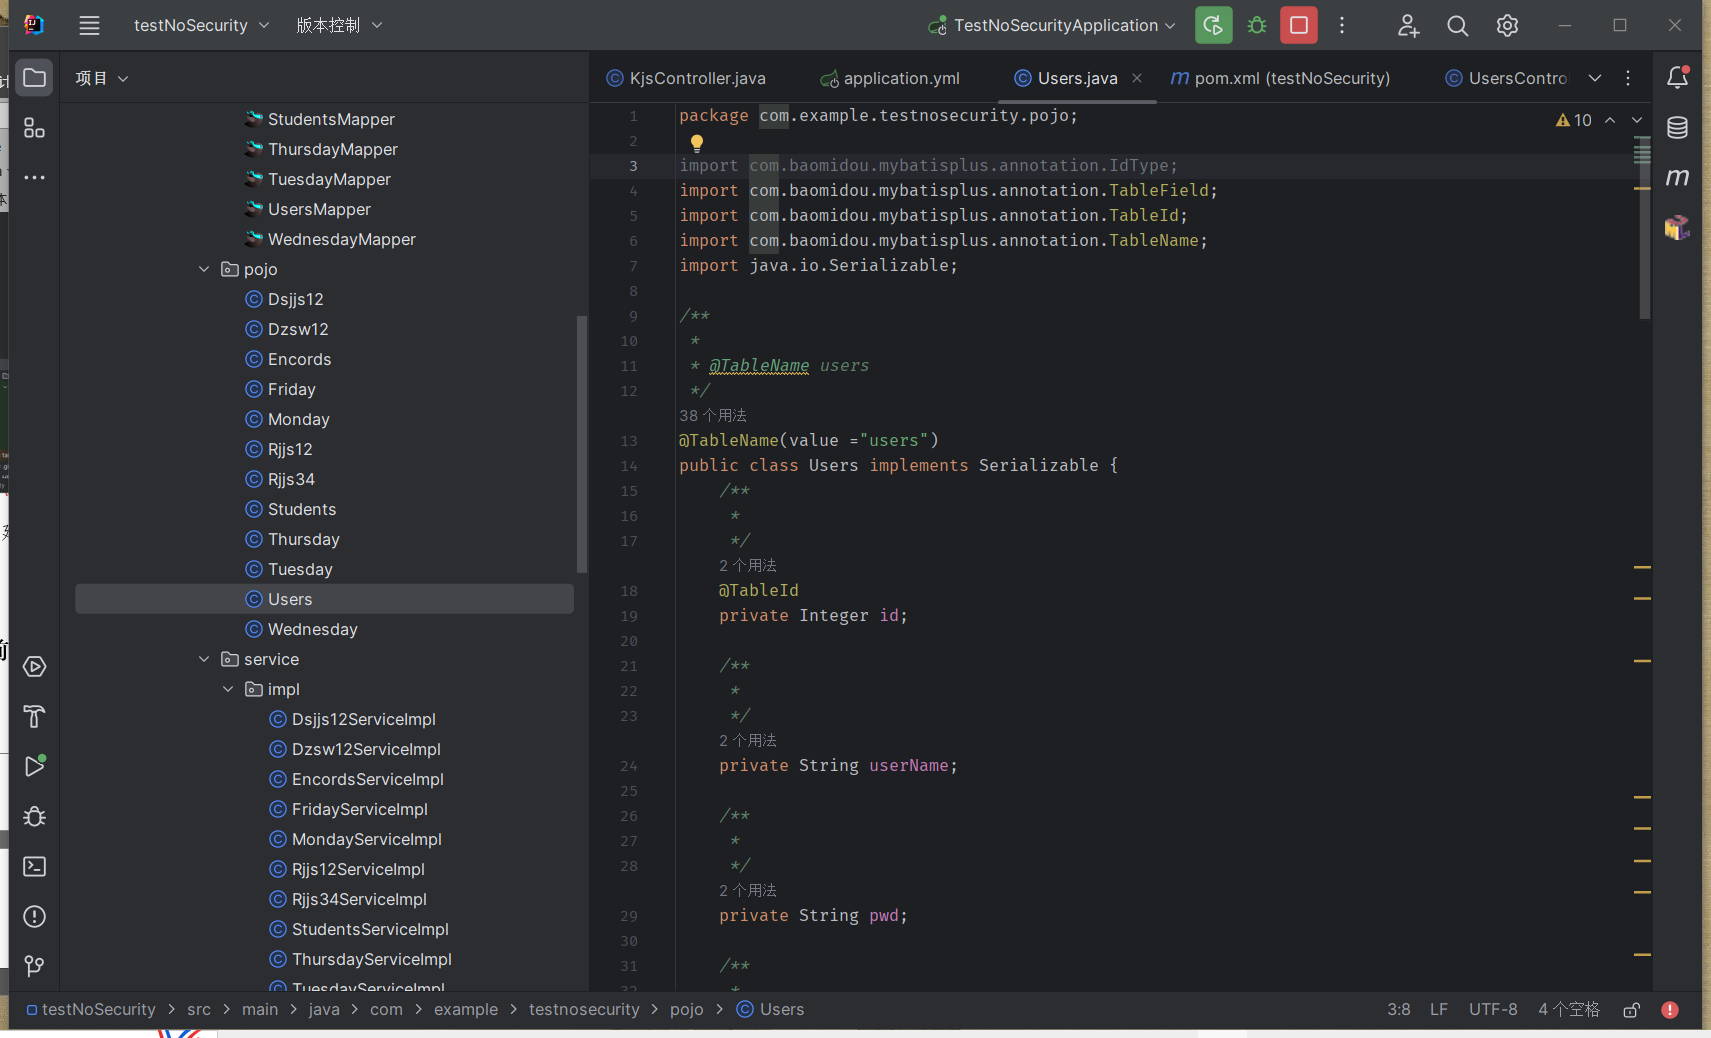 testNoSecurity
版本控制
TestNoSecurityApplication
项目
KjsController.java
application.yml
Users.java
pom.xml (testNoSecurity)
UsersContro
StudentsMapper
ThursdayMapper
TuesdayMapper
UsersMapper
WednesdayMapper
pojo
Dsjjs12
Dzsw12
Encords
Friday
Monday
Rjjs12
Rjjs34
Students
Thursday
Tuesday
Users
Wednesday
service
impl
Dsjjs12ServiceImpl
Dzsw12ServiceImpl
EncordsServiceImpl
FridayServiceImpl
MondayServiceImpl
Rjjs12ServiceImpl
Rjjs34ServiceImpl
StudentsServiceImpl
ThursdayServiceImpl
TuesdayServiceImpl
10
1 package com.example.testnosecurity.pojo;
2
3 import com.baomidou.mybatisplus.annotation.IdType;
4 import com.baomidou.mybatisplus.annotation.TableField;
5 import com.baomidou.mybatisplus.annotation.TableId;
6 import com.baomidou.mybatisplus.annotation.TableName;
7 import java.io.Serializable;
8
9 /**
10 *
11 * @TableName users
12 */
38 个用法
13 @TableName(value ="users")
14 public class Users implements Serializable {
15 /**
16 *
17 */
2 个用法
18 @TableId
19 private Integer id;
20
21 /**
22 *
23 */
2 个用法
24 private String userName;
25
26 /**
27 *
28 */
2 个用法
29 private String pwd;
30
31 /**
32 *
testNoSecurity > src > main > java > com > example > testnosecurity > pojo > Users
3:8 LF UTF-8 4 个空格